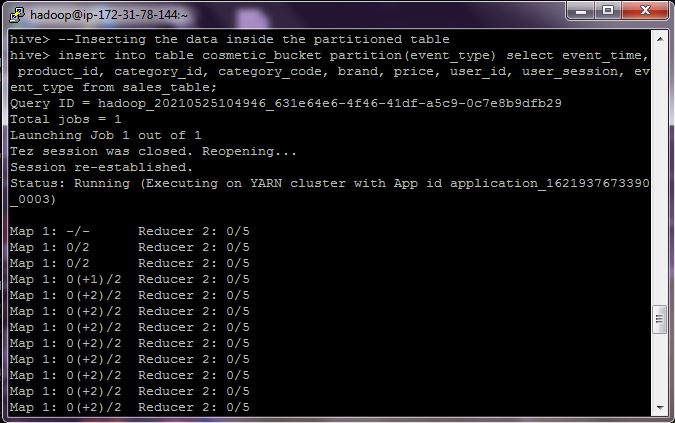 hadoop@ip-172-31-78-144:~
hive> --Inserting the data inside the partitioned table
hive> insert into table cosmetic_bucket partition(event_type) select event_time,
 product_id, category_id, category_code, brand, price, user_id, user_session, ev
ent_type from sales_table;
Query ID = hadoop_20210525104946_631e64e6-4f46-41df-a5c9-0c7e8b9dfb29
Total jobs = 1
Launching Job 1 out of 1
Tez session was closed. Reopening...
Session re-established.
Status: Running (Executing on YARN cluster with App id application_1621937673390
_0003)
Map 1: -/-      Reducer 2: 0/5
Map 1: 0/2      Reducer 2: 0/5
Map 1: 0/2      Reducer 2: 0/5
Map 1: 0(+1)/2  Reducer 2: 0/5
Map 1: 0(+2)/2  Reducer 2: 0/5
Map 1: 0(+2)/2  Reducer 2: 0/5
Map 1: 0(+2)/2  Reducer 2: 0/5
Map 1: 0(+2)/2  Reducer 2: 0/5
Map 1: 0(+2)/2  Reducer 2: 0/5
Map 1: 0(+2)/2  Reducer 2: 0/5
Map 1: 0(+2)/2  Reducer 2: 0/5
Map 1: 0(+2)/2  Reducer 2: 0/5